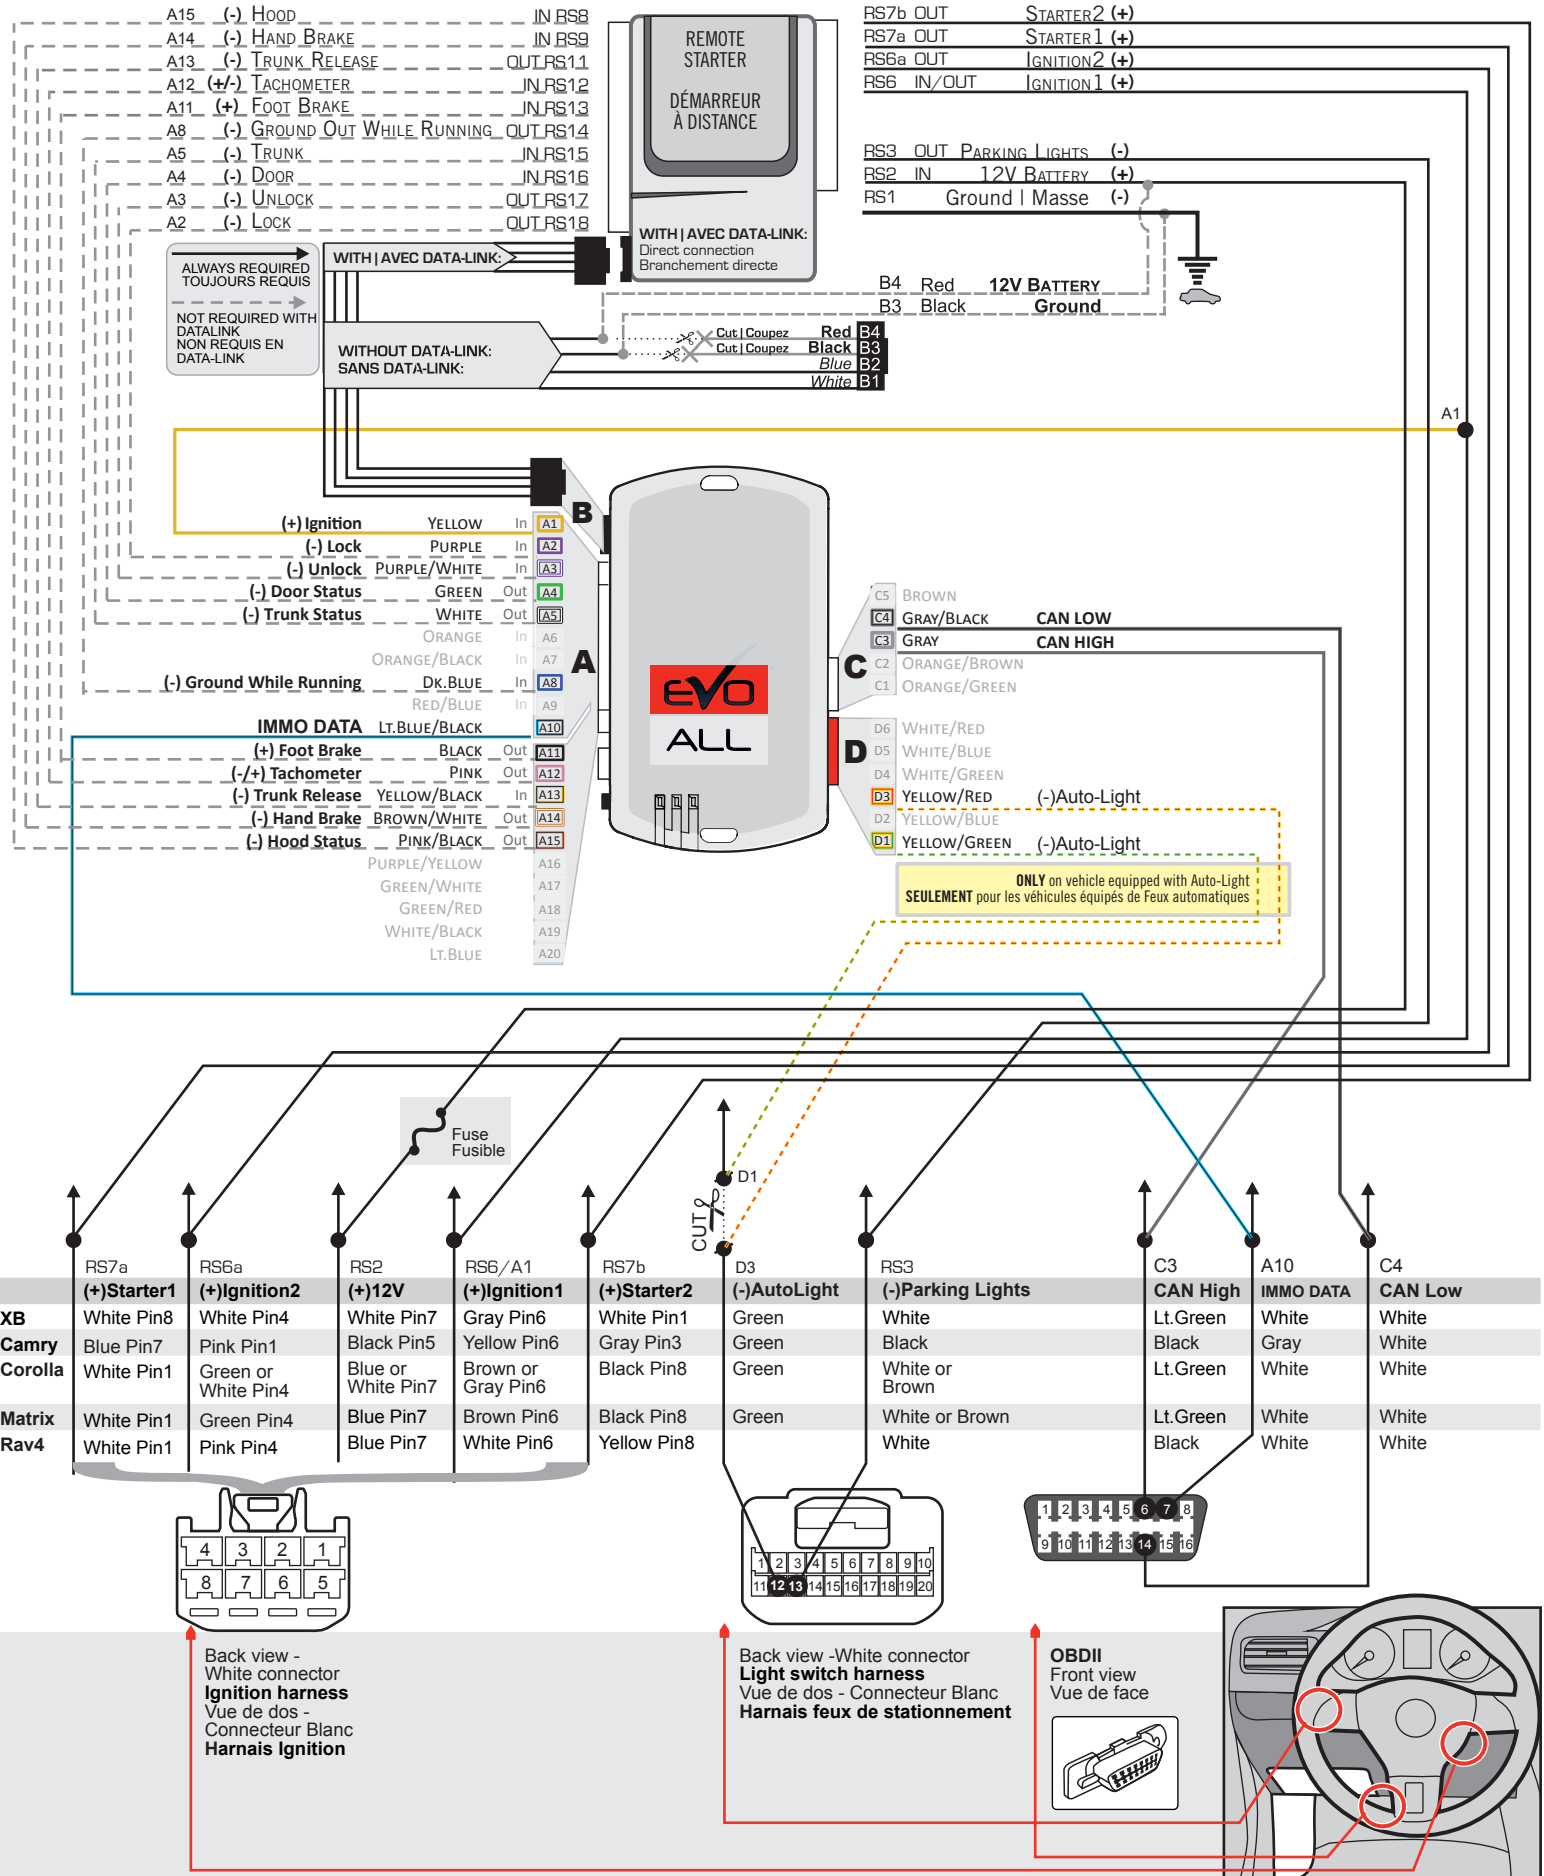 A15 (-) Hood IN RS8
A14 (-) Hand Brake IN RS9
A13 (-) Trunk Release OUT RS11
A12 (+/-) Tachometer IN RS12
A11 (+) Foot Brake IN RS13
A8 (-) Ground Out While Running OUT RS14
A5 (-) Trunk IN RS15
A4 (-) Door IN RS16
A3 (-) Unlock OUT RS17
A2 (-) Lock OUT RS18
REMOTE
STARTER
DÉMARREUR
À DISTANCE
WITH | AVEC DATA-LINK:
Direct connection
Branchement directe
RS7b OUT Starter2 (+)
RS7a OUT Starter1 (+)
RS6a OUT Ignition2 (+)
RS6 IN/OUT Ignition1 (+)
RS3 OUT Parking Lights (-)
RS2 IN 12V Battery (+)
RS1 Ground | Masse (-)
ALWAYS REQUIRED
TOUJOURS REQUIS
NOT REQUIRED WITH
DATALINK
NON REQUIS EN
DATA-LINK
WITH | AVEC DATA-LINK:
WITHOUT DATA-LINK:
SANS DATA-LINK:
B4 Red 12V Battery
B3 Black Ground
Cut | Coupez Red B4
Cut | Coupez Black B3
Blue B2
White B1
A1
B
(+) Ignition Yellow In A1
(-) Lock Purple In A2
(-) Unlock Purple/White In A3
(-) Door Status Green Out A4
(-) Trunk Status White Out A5
Orange In A6
Orange/Black In A7
(-) Ground While Running Dk.Blue In A8
Red/Blue In A9
IMMO DATA Lt.Blue/Black A10
(+) Foot Brake Black Out A11
(-/+) Tachometer Pink Out A12
(-) Trunk Release Yellow/Black In A13
(-) Hand Brake Brown/White Out A14
(-) Hood Status Pink/Black Out A15
Purple/Yellow A16
Green/White A17
Green/Red A18
White/Black A19
Lt.Blue A20
A
EVO
ALL
C
C5 Brown
C4 Gray/Black CAN LOW
C3 Gray CAN HIGH
C2 Orange/Brown
C1 Orange/Green
D
D6 White/Red
D5 White/Blue
D4 White/Green
D3 Yellow/Red (-)Auto-Light
D2 Yellow/Blue
D1 Yellow/Green (-)Auto-Light
ONLY on vehicle equipped with Auto-Light
SEULEMENT pour les véhicules équipés de Feux automatiques
Fuse
Fusible
D1
CUT
RS7a RS6a RS2 RS6/A1 RS7b D3 RS3 C3 A10 C4
(+)Starter1 (+)Ignition2 (+)12V (+)Ignition1 (+)Starter2 (-)AutoLight (-)Parking Lights CAN High IMMO DATA CAN Low
XB White Pin8 White Pin4 White Pin7 Gray Pin6 White Pin1 Green White Lt.Green White White
Camry Blue Pin7 Pink Pin1 Black Pin5 Yellow Pin6 Gray Pin3 Green Black Black Gray White
Corolla White Pin1 Green or Blue or Brown or Black Pin8 Green White or Lt.Green White White
White Pin4 White Pin7 Gray Pin6 Brown
Matrix White Pin1 Green Pin4 Blue Pin7 Brown Pin6 Black Pin8 Green White or Brown Lt.Green White White
Rav4 White Pin1 Pink Pin4 Blue Pin7 White Pin6 Yellow Pin8 White Black White White
4 3 2 1
8 7 6 5
1 2 3 4 5 6 7 8 9 10
11 12 13 14 15 16 17 18 19 20
1 2 3 4 5 6 7 8
9 10 11 12 13 14 15 16
Back view -
White connector
Ignition harness
Vue de dos -
Connecteur Blanc
Harnais Ignition
Back view -White connector
Light switch harness
Vue de dos - Connecteur Blanc
Harnais feux de stationnement
OBDII
Front view
Vue de face